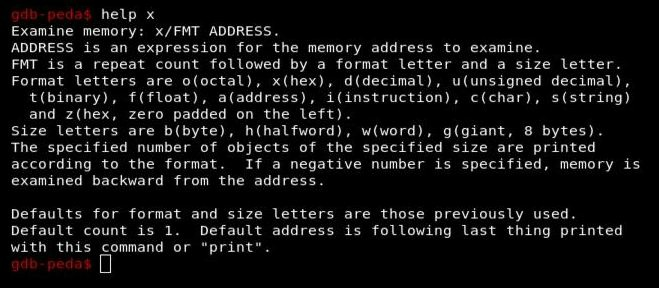 gdb-peda$ help x
Examine memory: x/FMT ADDRESS.
ADDRESS is an expression for the memory address to examine.
FMT is a repeat count followed by a format letter and a size letter.
Format letters are o(octal), x(hex), d(decimal), u(unsigned decimal),
  t(binary), f(float), a(address), i(instruction), c(char), s(string)
  and z(hex, zero padded on the left).
Size letters are b(byte), h(halfword), w(word), g(giant, 8 bytes).
The specified number of objects of the specified size are printed
according to the format.  If a negative number is specified, memory is
examined backward from the address.

Defaults for format and size letters are those previously used.
Default count is 1.  Default address is following last thing printed
with this command or "print".
gdb-peda$